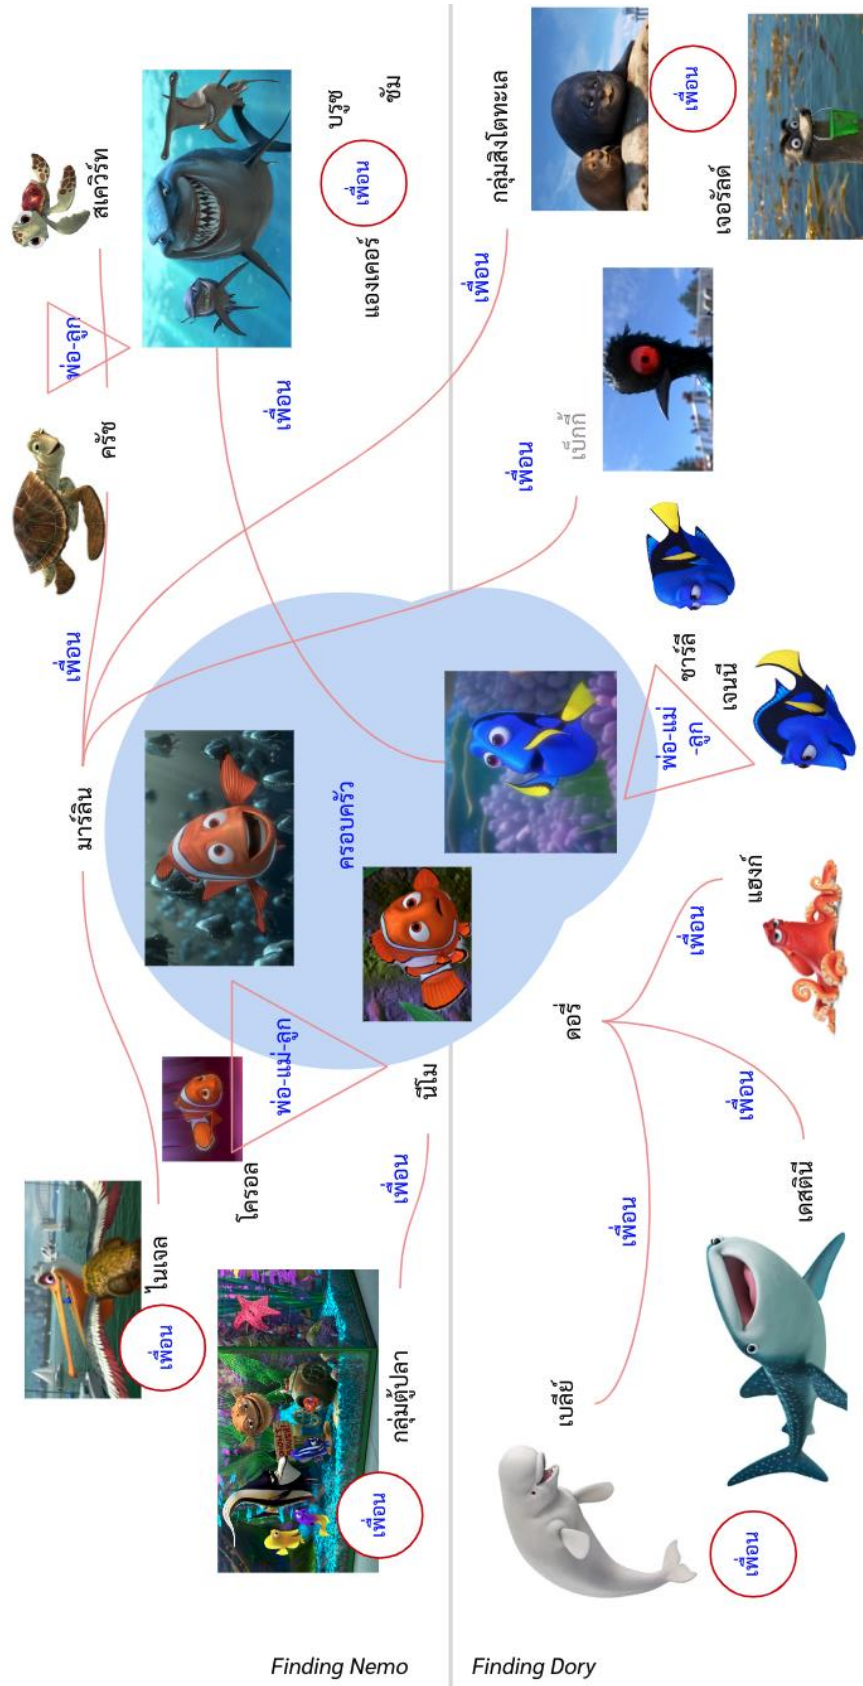 ไนเจล
มาร์ลิน
เพื่อน
ครัช
พ่อ-ลูก
สเควิร์ท
เพื่อน
โครอล
พ่อ-แม่-ลูก
ครอบครัว
เพื่อน
บรูซ
เพื่อน
แองเคอร์
ชัม
กลุ่มตู้ปลา
เพื่อน
เพื่อน
นีโม
Finding Nemo
Finding Dory
เพื่อน
กลุ่มสิงโตทะเล
เพื่อน
เพื่อน
เบ็กกี้
เจอรัลด์
ดอรี่
เบลีย์
เพื่อน
เพื่อน
แฮงก์
พ่อ-แม่
-ลูก
ชาร์ลี
เจนนี
เพื่อน
เพื่อน
เดสตินี